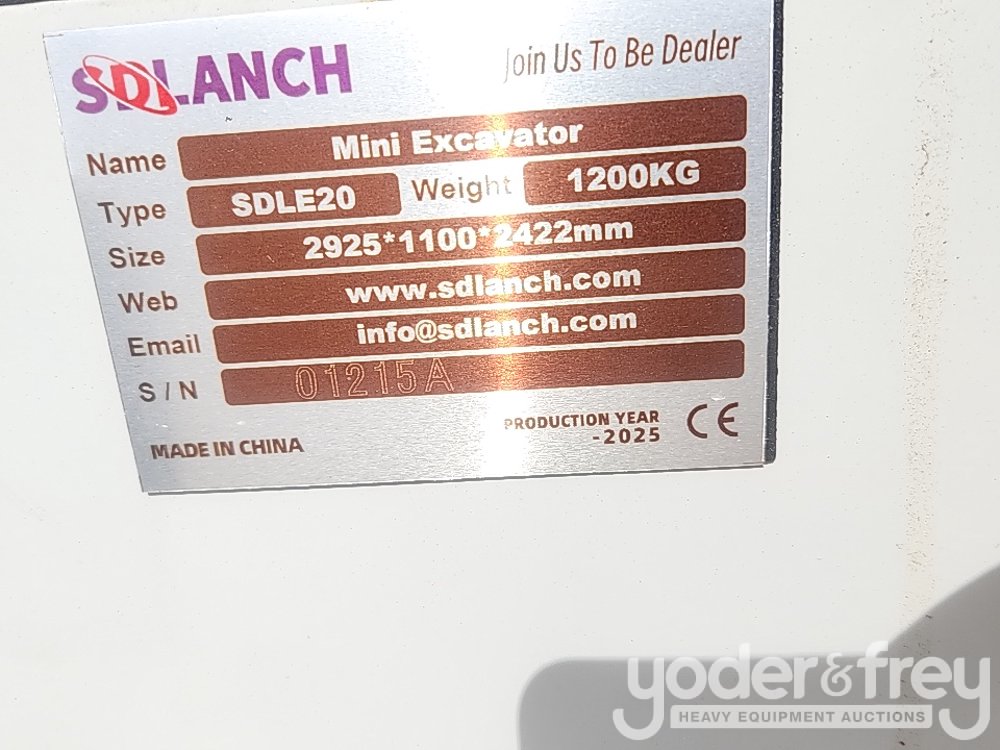 SDLANCH
Join Us To Be Dealer
Name Mini Excavator
Type SDLE20 Weight 1200KG
Size 2925*1100*2422mm
Web www.sdlanch.com
Email info@sdlanch.com
S/N 01215A
MADE IN CHINA
PRODUCTION YEAR
-2025
CE
yoder&frey
HEAVY EQUIPMENT AUCTIONS